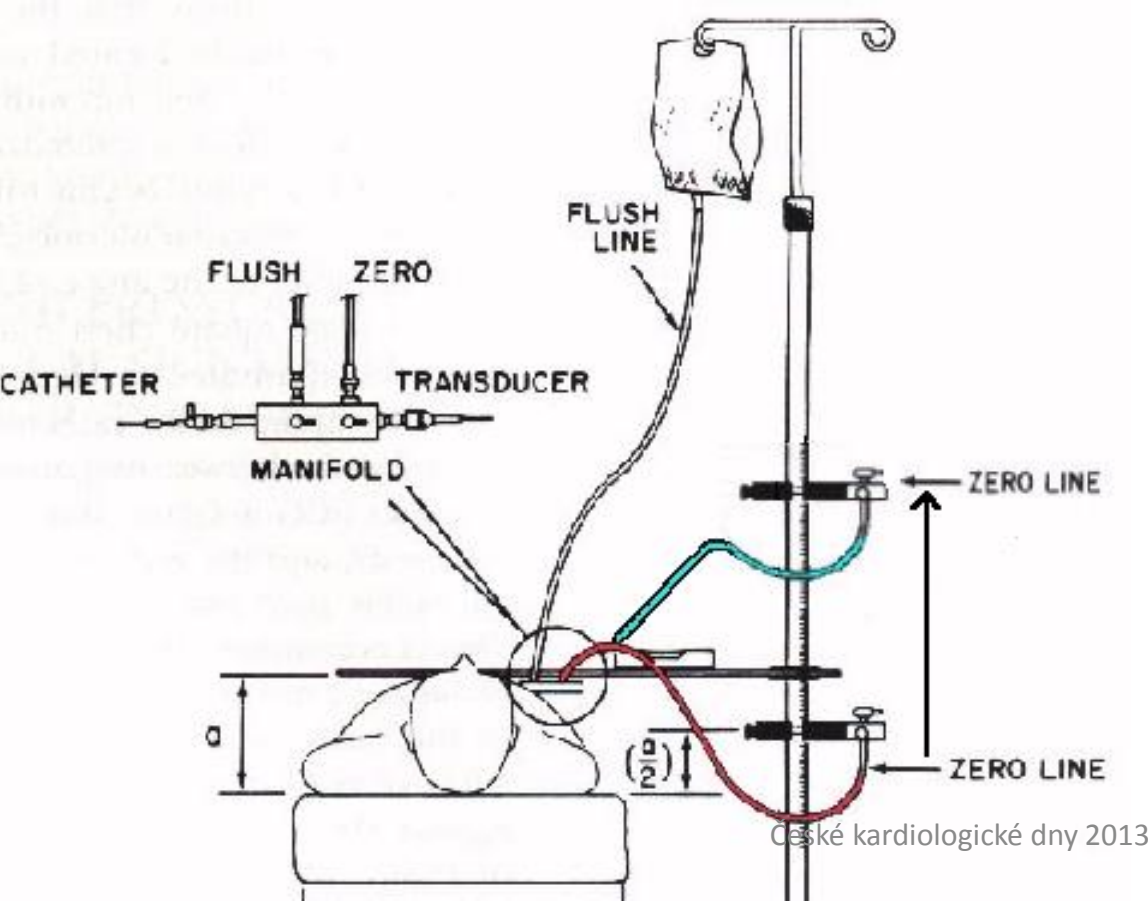 FLUSH
LINE
FLUSH ZERO
CATHETER
TRANSDUCER
MANIFOLD
ZERO LINE
a
(a/2)
ZERO LINE
České kardiologické dny 2013